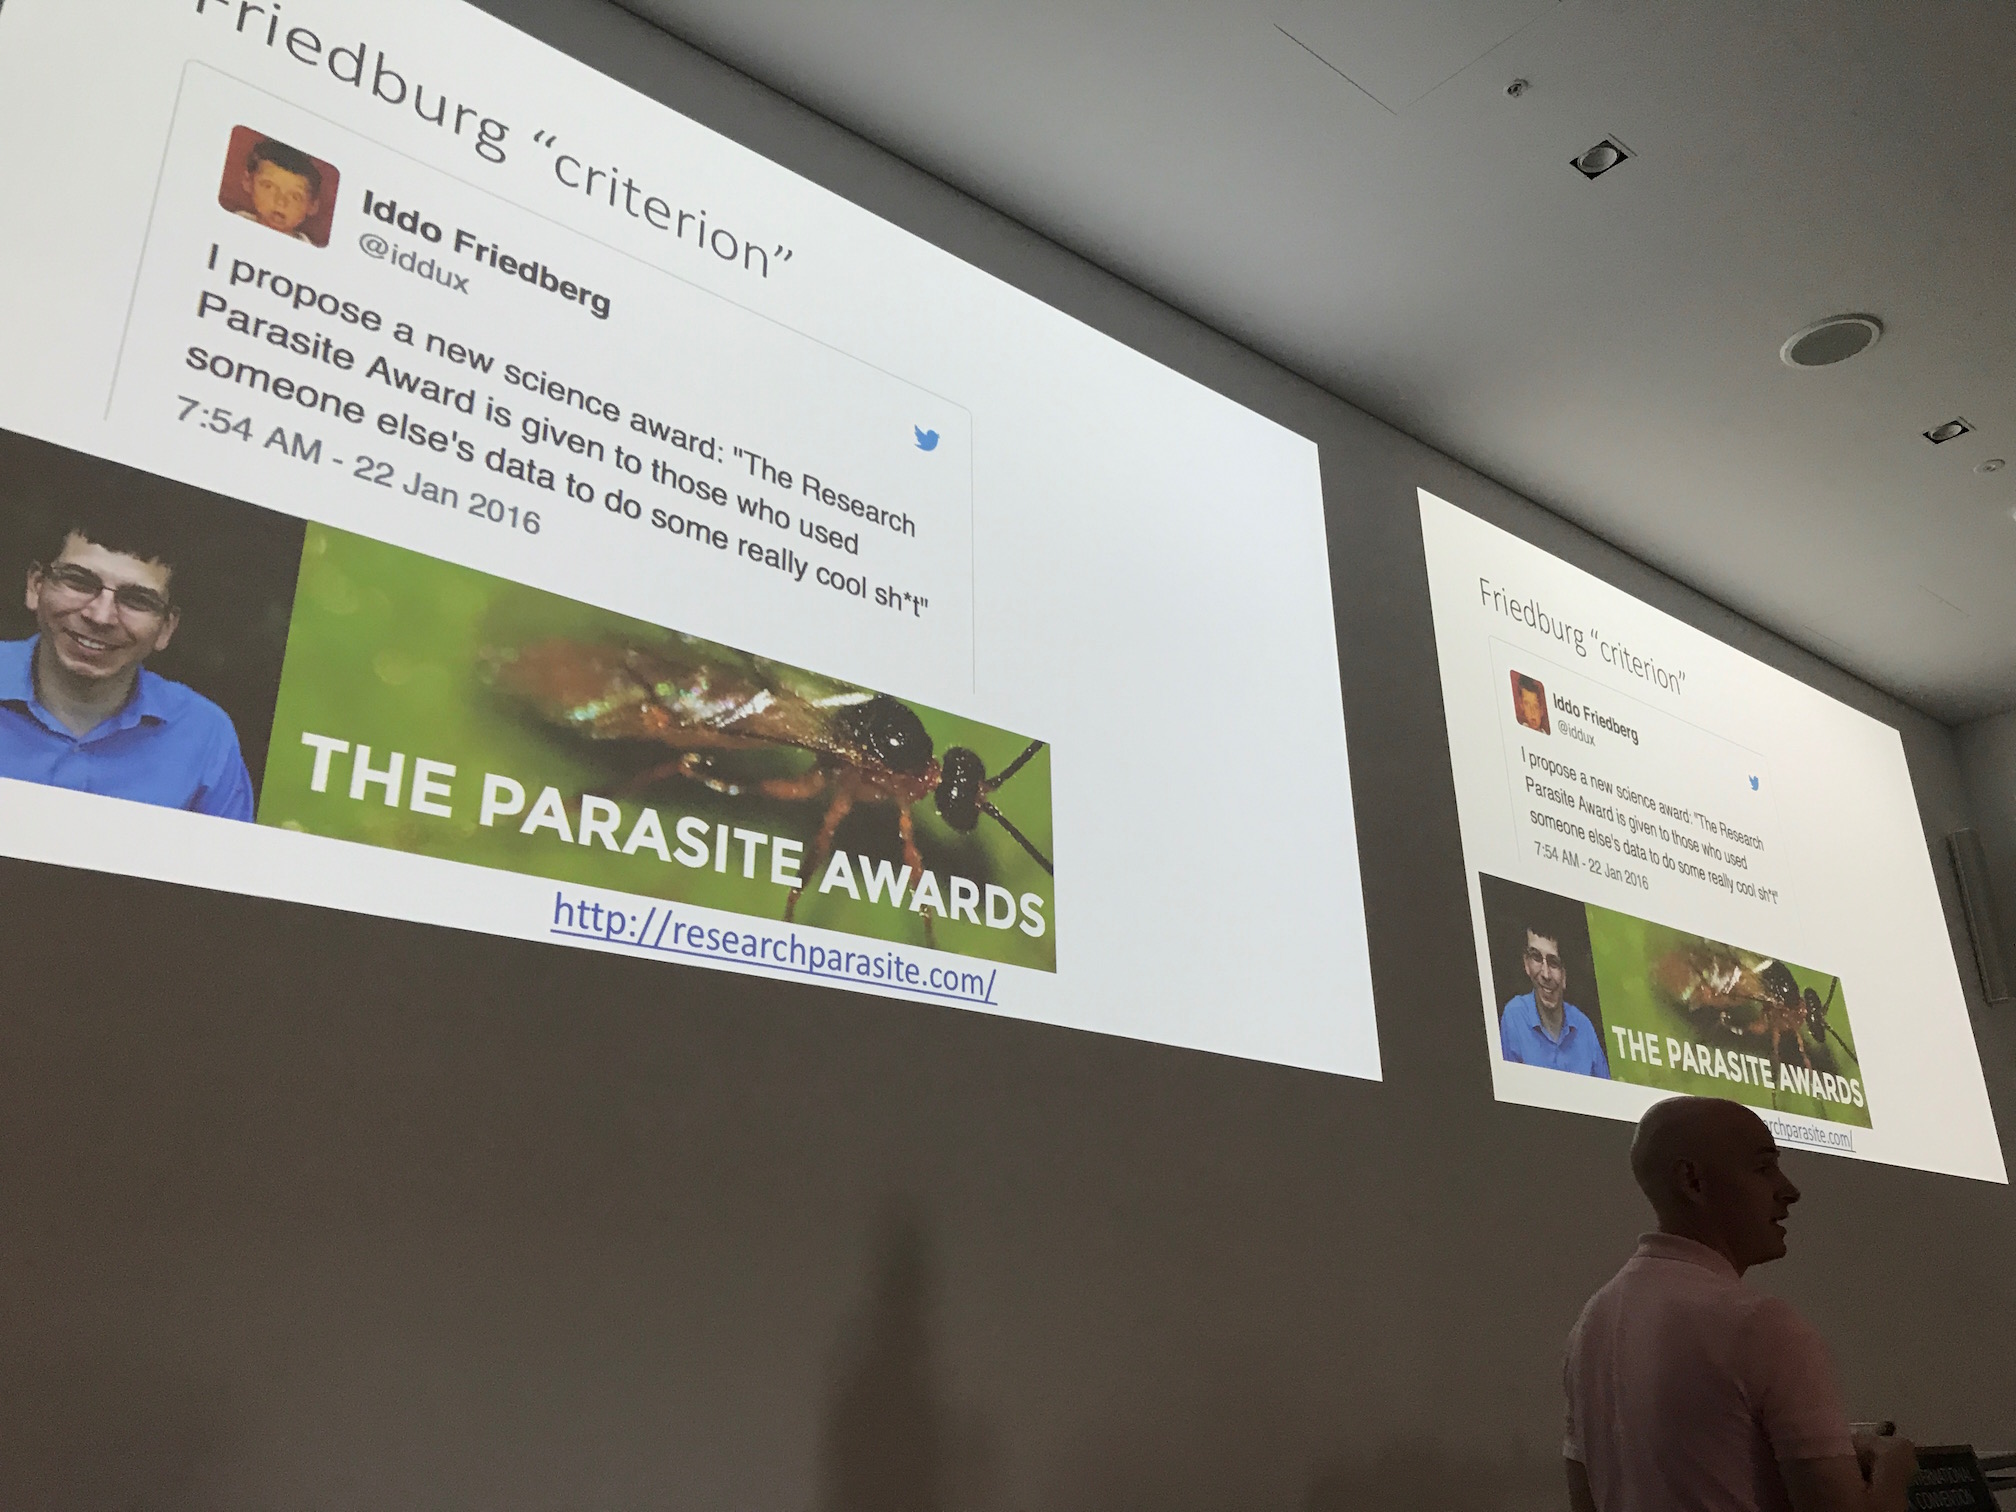 Friedburg “criterion”
Iddo Friedberg
@iddux
I propose a new science award: "The Research
Parasite Award is given to those who used
someone else's data to do some really cool sh*t"
7:54 AM - 22 Jan 2016
THE PARASITE AWARDS
http://researchparasite.com/
Friedburg “criterion”
Iddo Friedberg
@iddux
I propose a new science award: "The Research
Parasite Award is given to those who used
someone else's data to do some really cool sh*t"
7:54 AM - 22 Jan 2016
THE PARASITE AWARDS
rchparasite.com/
INTERNATIONAL
CONVENTION